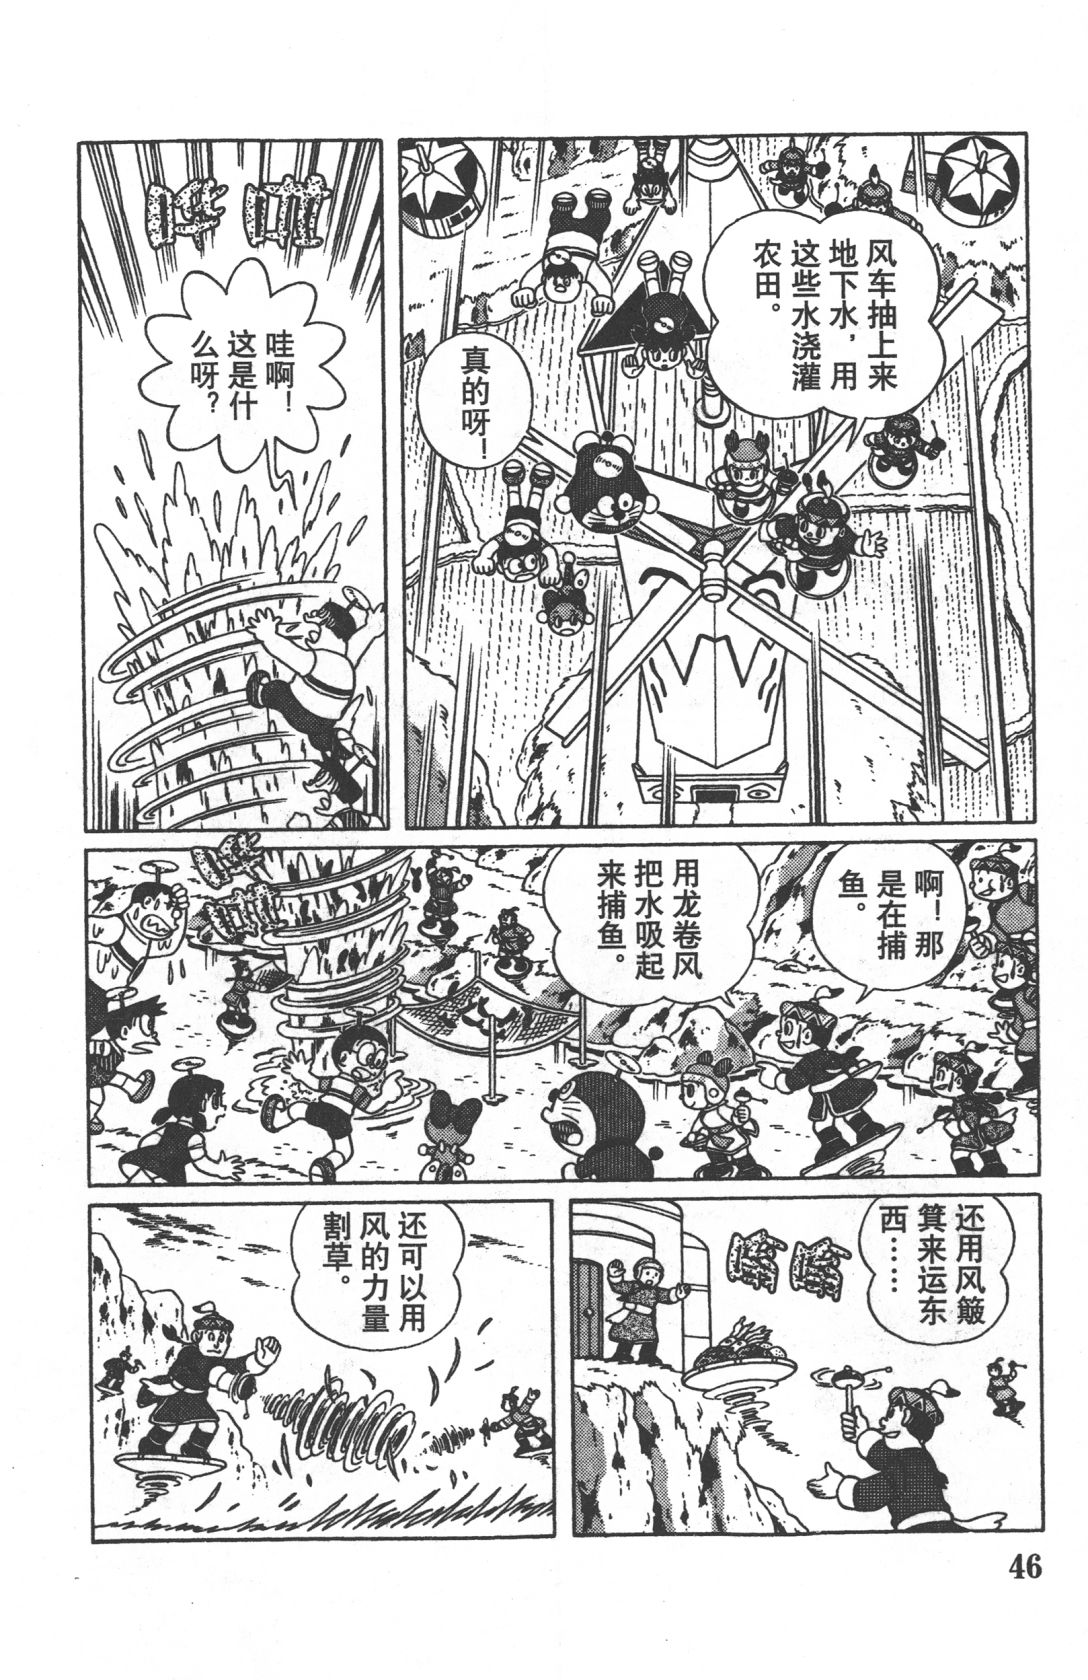 风车抽上来
地下水，用
这些水浇灌
农田。
真的呀！
哇啊！
这是什
么呀？
啊！那
是在捕
鱼。
用龙卷风
把水吸起
来捕鱼。
还用风簸
箕来运东
西……
还可以用
风的力量
割草。
46